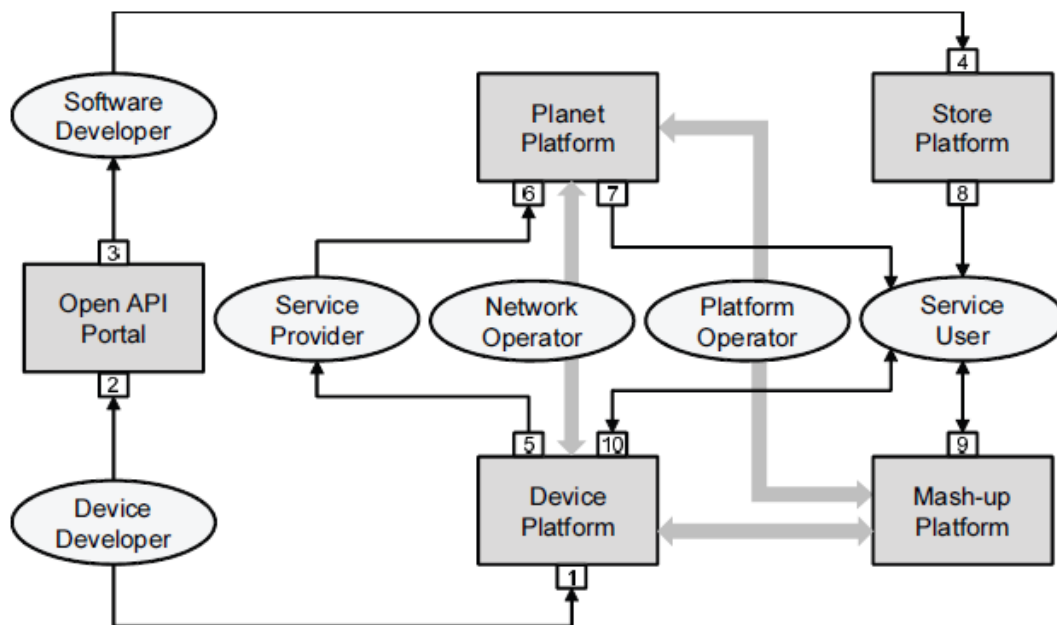 4
Software
Developer
Planet
Platform
Store
Platform
6
7
8
3
Open API
Portal
Service
Provider
Network
Operator
Platform
Operator
Service
User
2
5
10
9
Device
Developer
Device
Platform
Mash-up
Platform
1